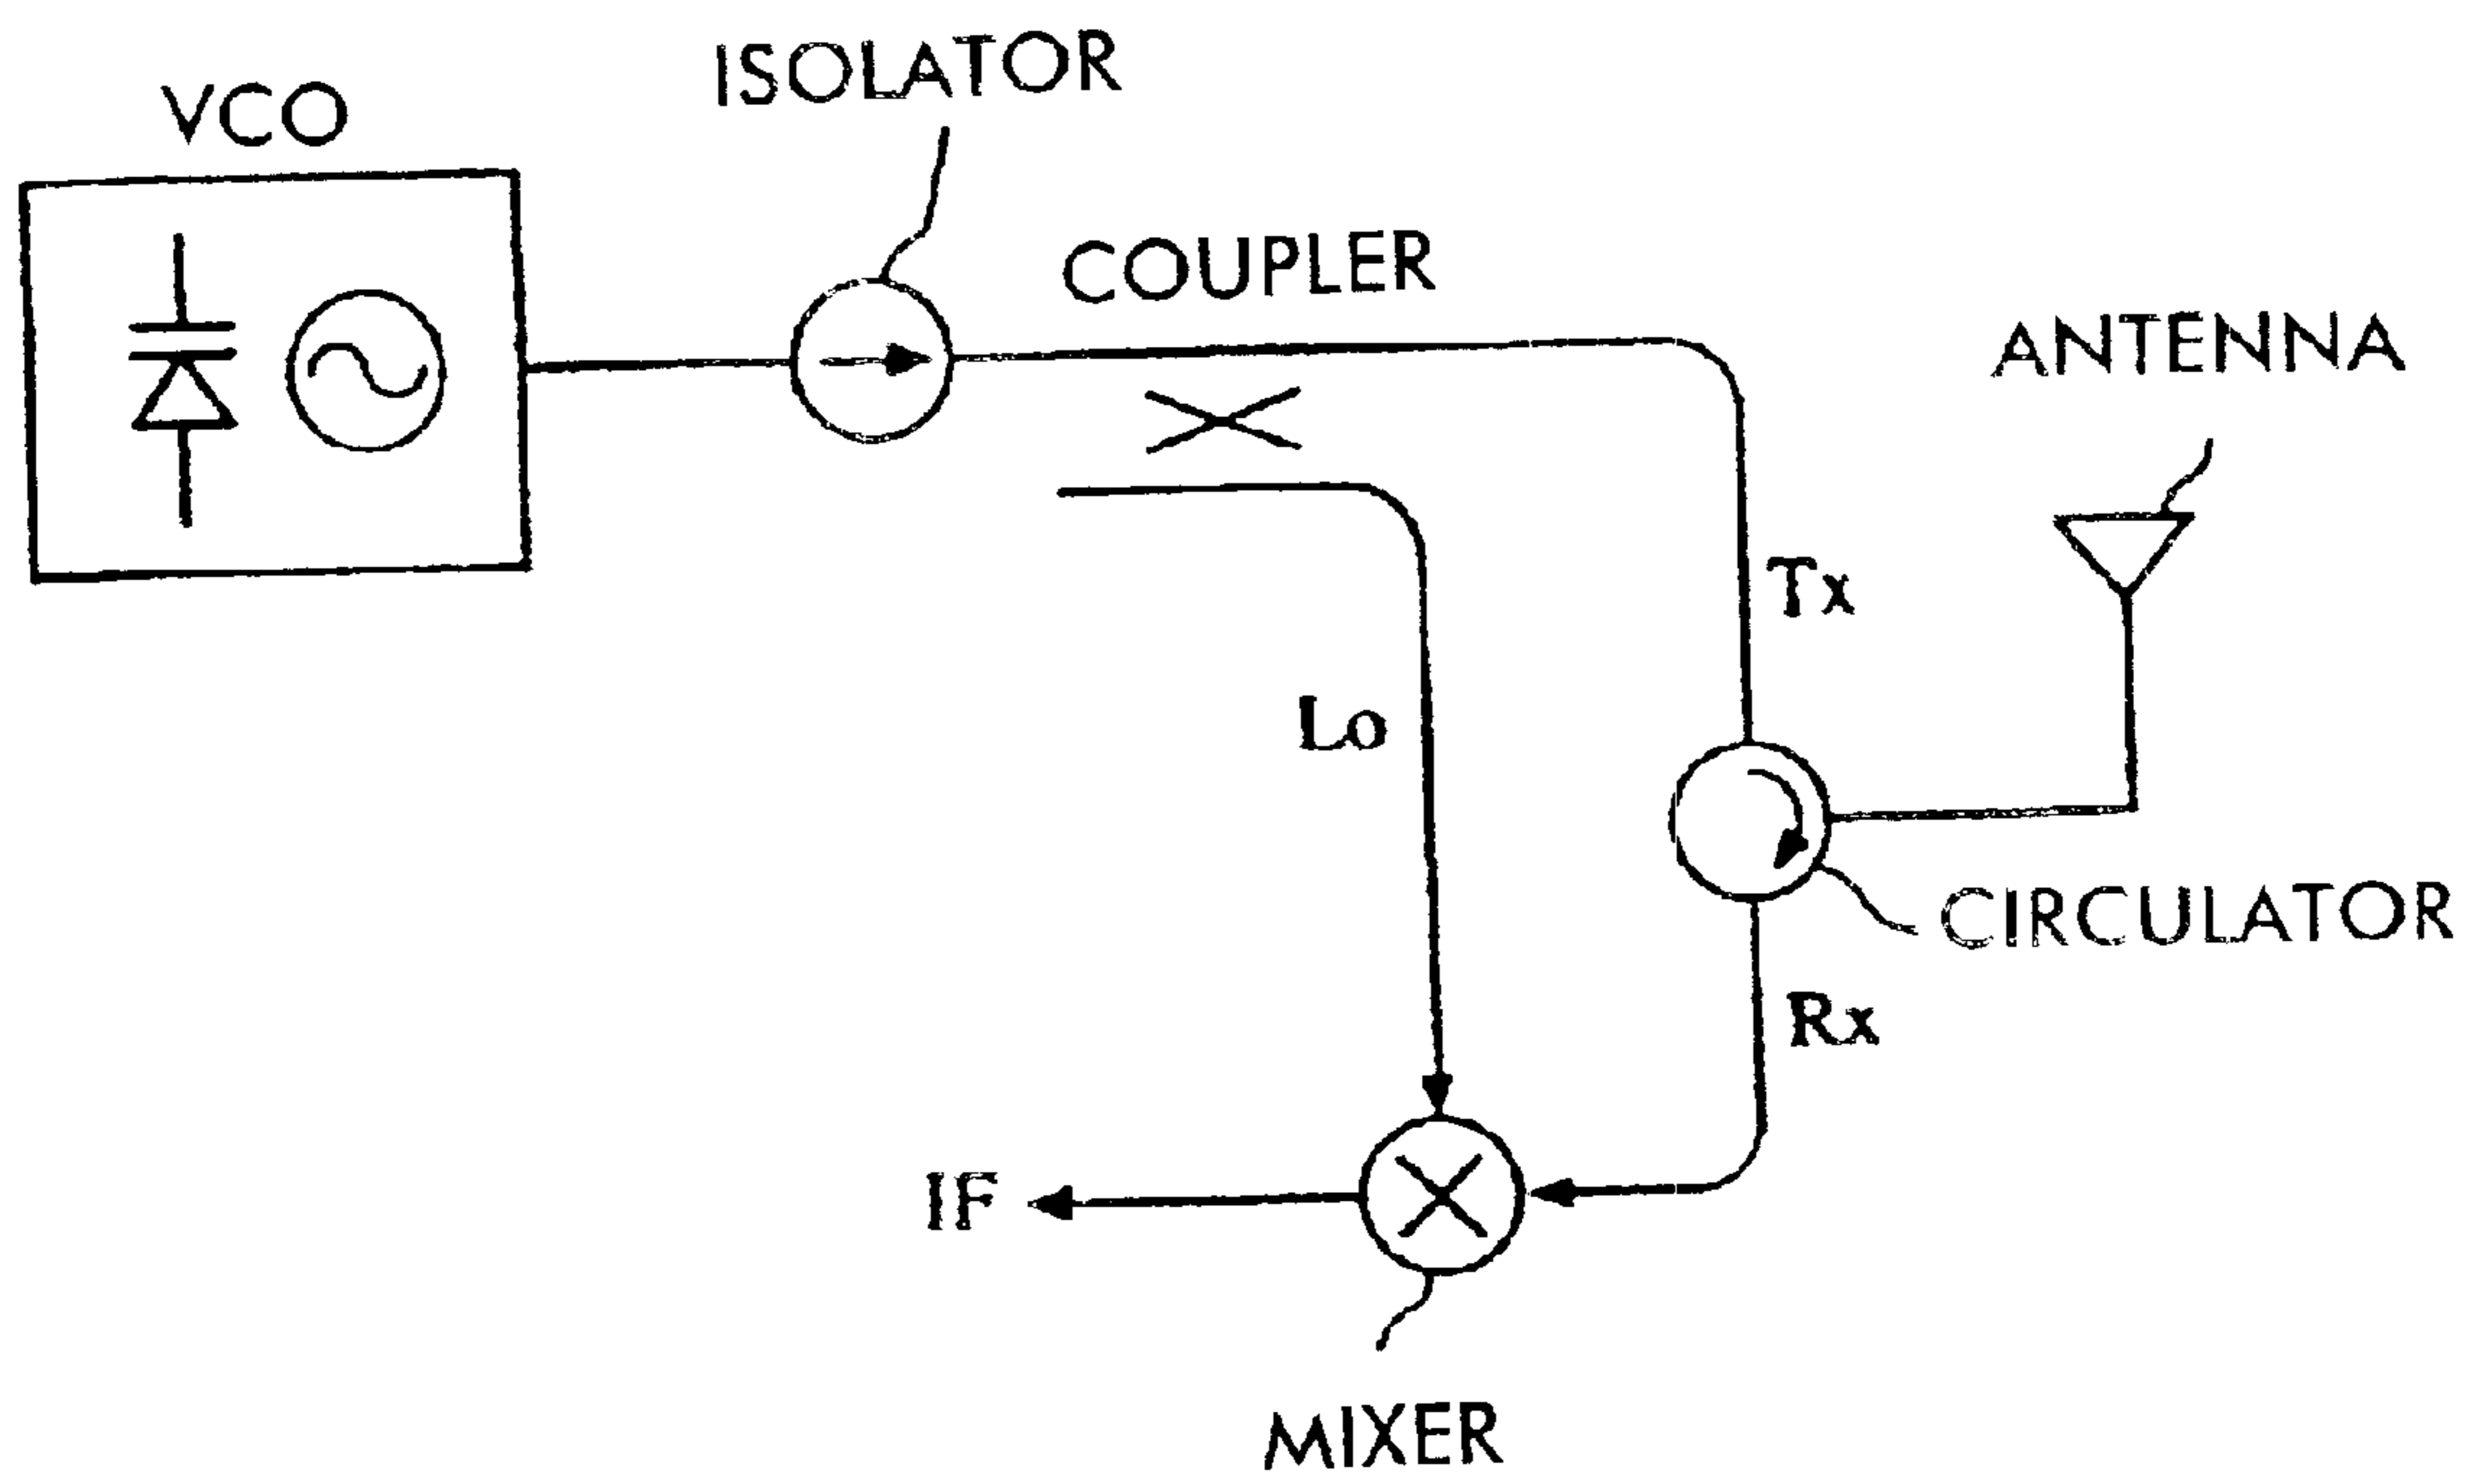 ISOLATOR
VCO
COUPLER
ANTENNA
Tx
Lo
CIRCULATOR
Rx
IF
MIXER